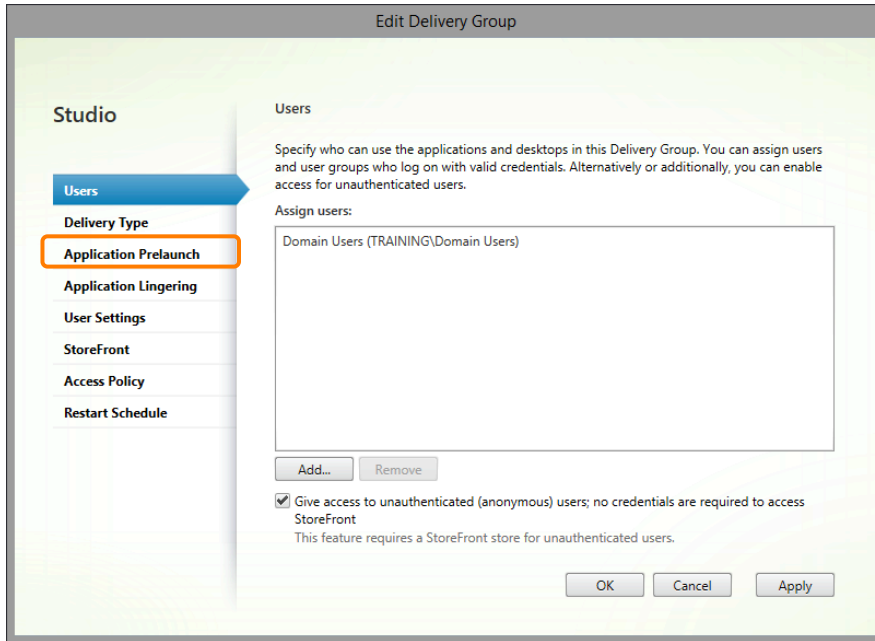 Edit Delivery Group
Studio
Users
Delivery Type
Application Prelaunch
Application Lingering
User Settings
StoreFront
Access Policy
Restart Schedule
Users
Specify who can use the applications and desktops in this Delivery Group. You can assign users
and user groups who log on with valid credentials. Alternatively or additionally, you can enable
access for unauthenticated users.
Assign users:
Domain Users (TRAINING\Domain Users)
Add...
Remove
Give access to unauthenticated (anonymous) users; no credentials are required to access
StoreFront
This feature requires a StoreFront store for unauthenticated users.
OK
Cancel
Apply